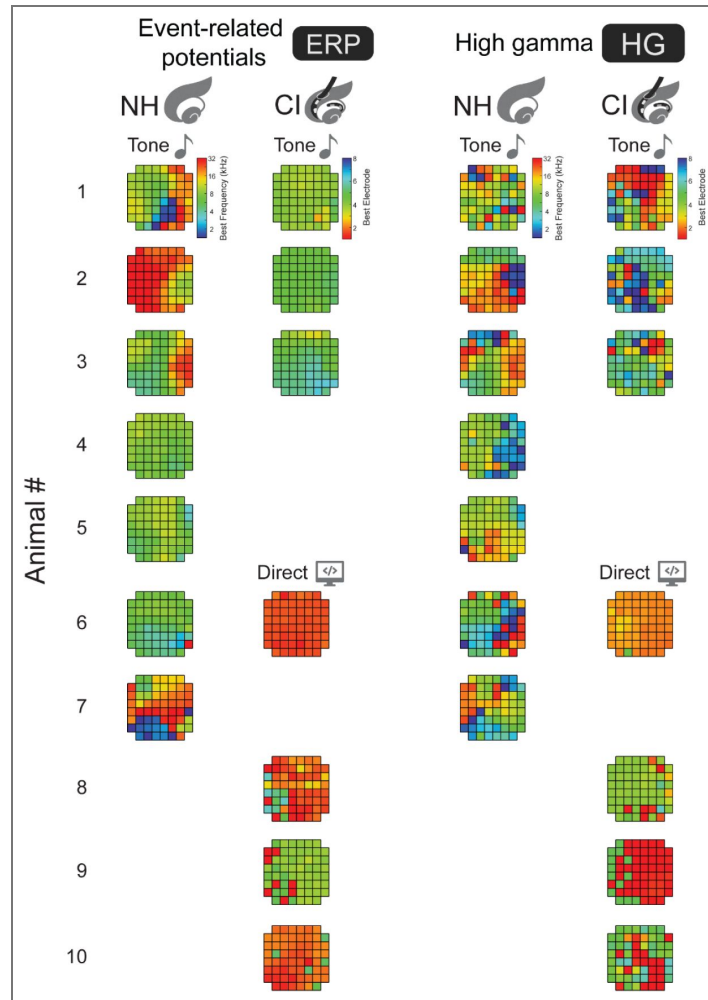 Event-related potentials ERP
High gamma HG
NH CI NH CI
Tone Tone Tone Tone
32
16
8
4
2
Best Frequency (kHz)
8
6
4
2
Best Electrode
32
16
8
4
2
Best Frequency (kHz)
8
6
4
2
Best Electrode
Animal #
1
2
3
4
5
Direct </> Direct </>
6
7
8
9
10